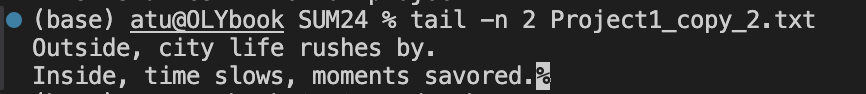 (base) atu@OLYbook SUM24 % tail -n 2 Project1_copy_2.txt
Outside, city life rushes by.
Inside, time slows, moments savored.%